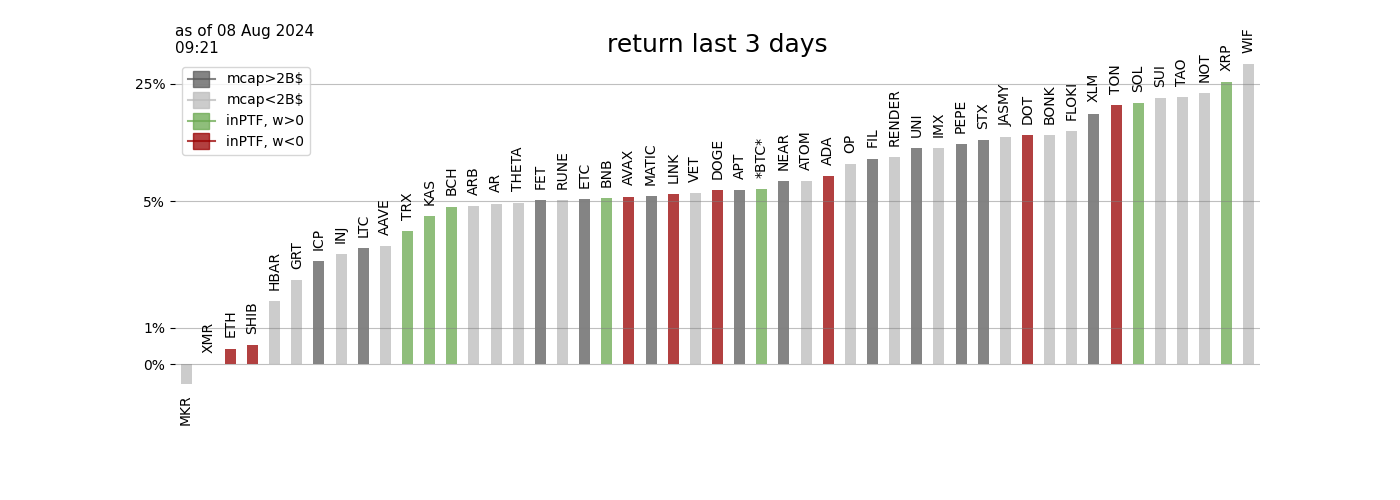 as of 08 Aug 2024
09:21
return last 3 days
mcap>2B$
mcap<2B$
inPTF, w>0
inPTF, w<0
25%
5%
1%
0%
MKR
XMR
ETH
SHIB
HBAR
GRT
ICP
INJ
LTC
AAVE
TRX
KAS
BCH
ARB
AR
THETA
FET
RUNE
ETC
BNB
AVAX
MATIC
LINK
VET
DOGE
APT
*BTC*
NEAR
ATOM
ADA
OP
FIL
RENDER
UNI
IMX
PEPE
STX
JASMY
DOT
BONK
FLOKI
XLM
TON
SOL
SUI
TAO
NOT
XRP
WIF